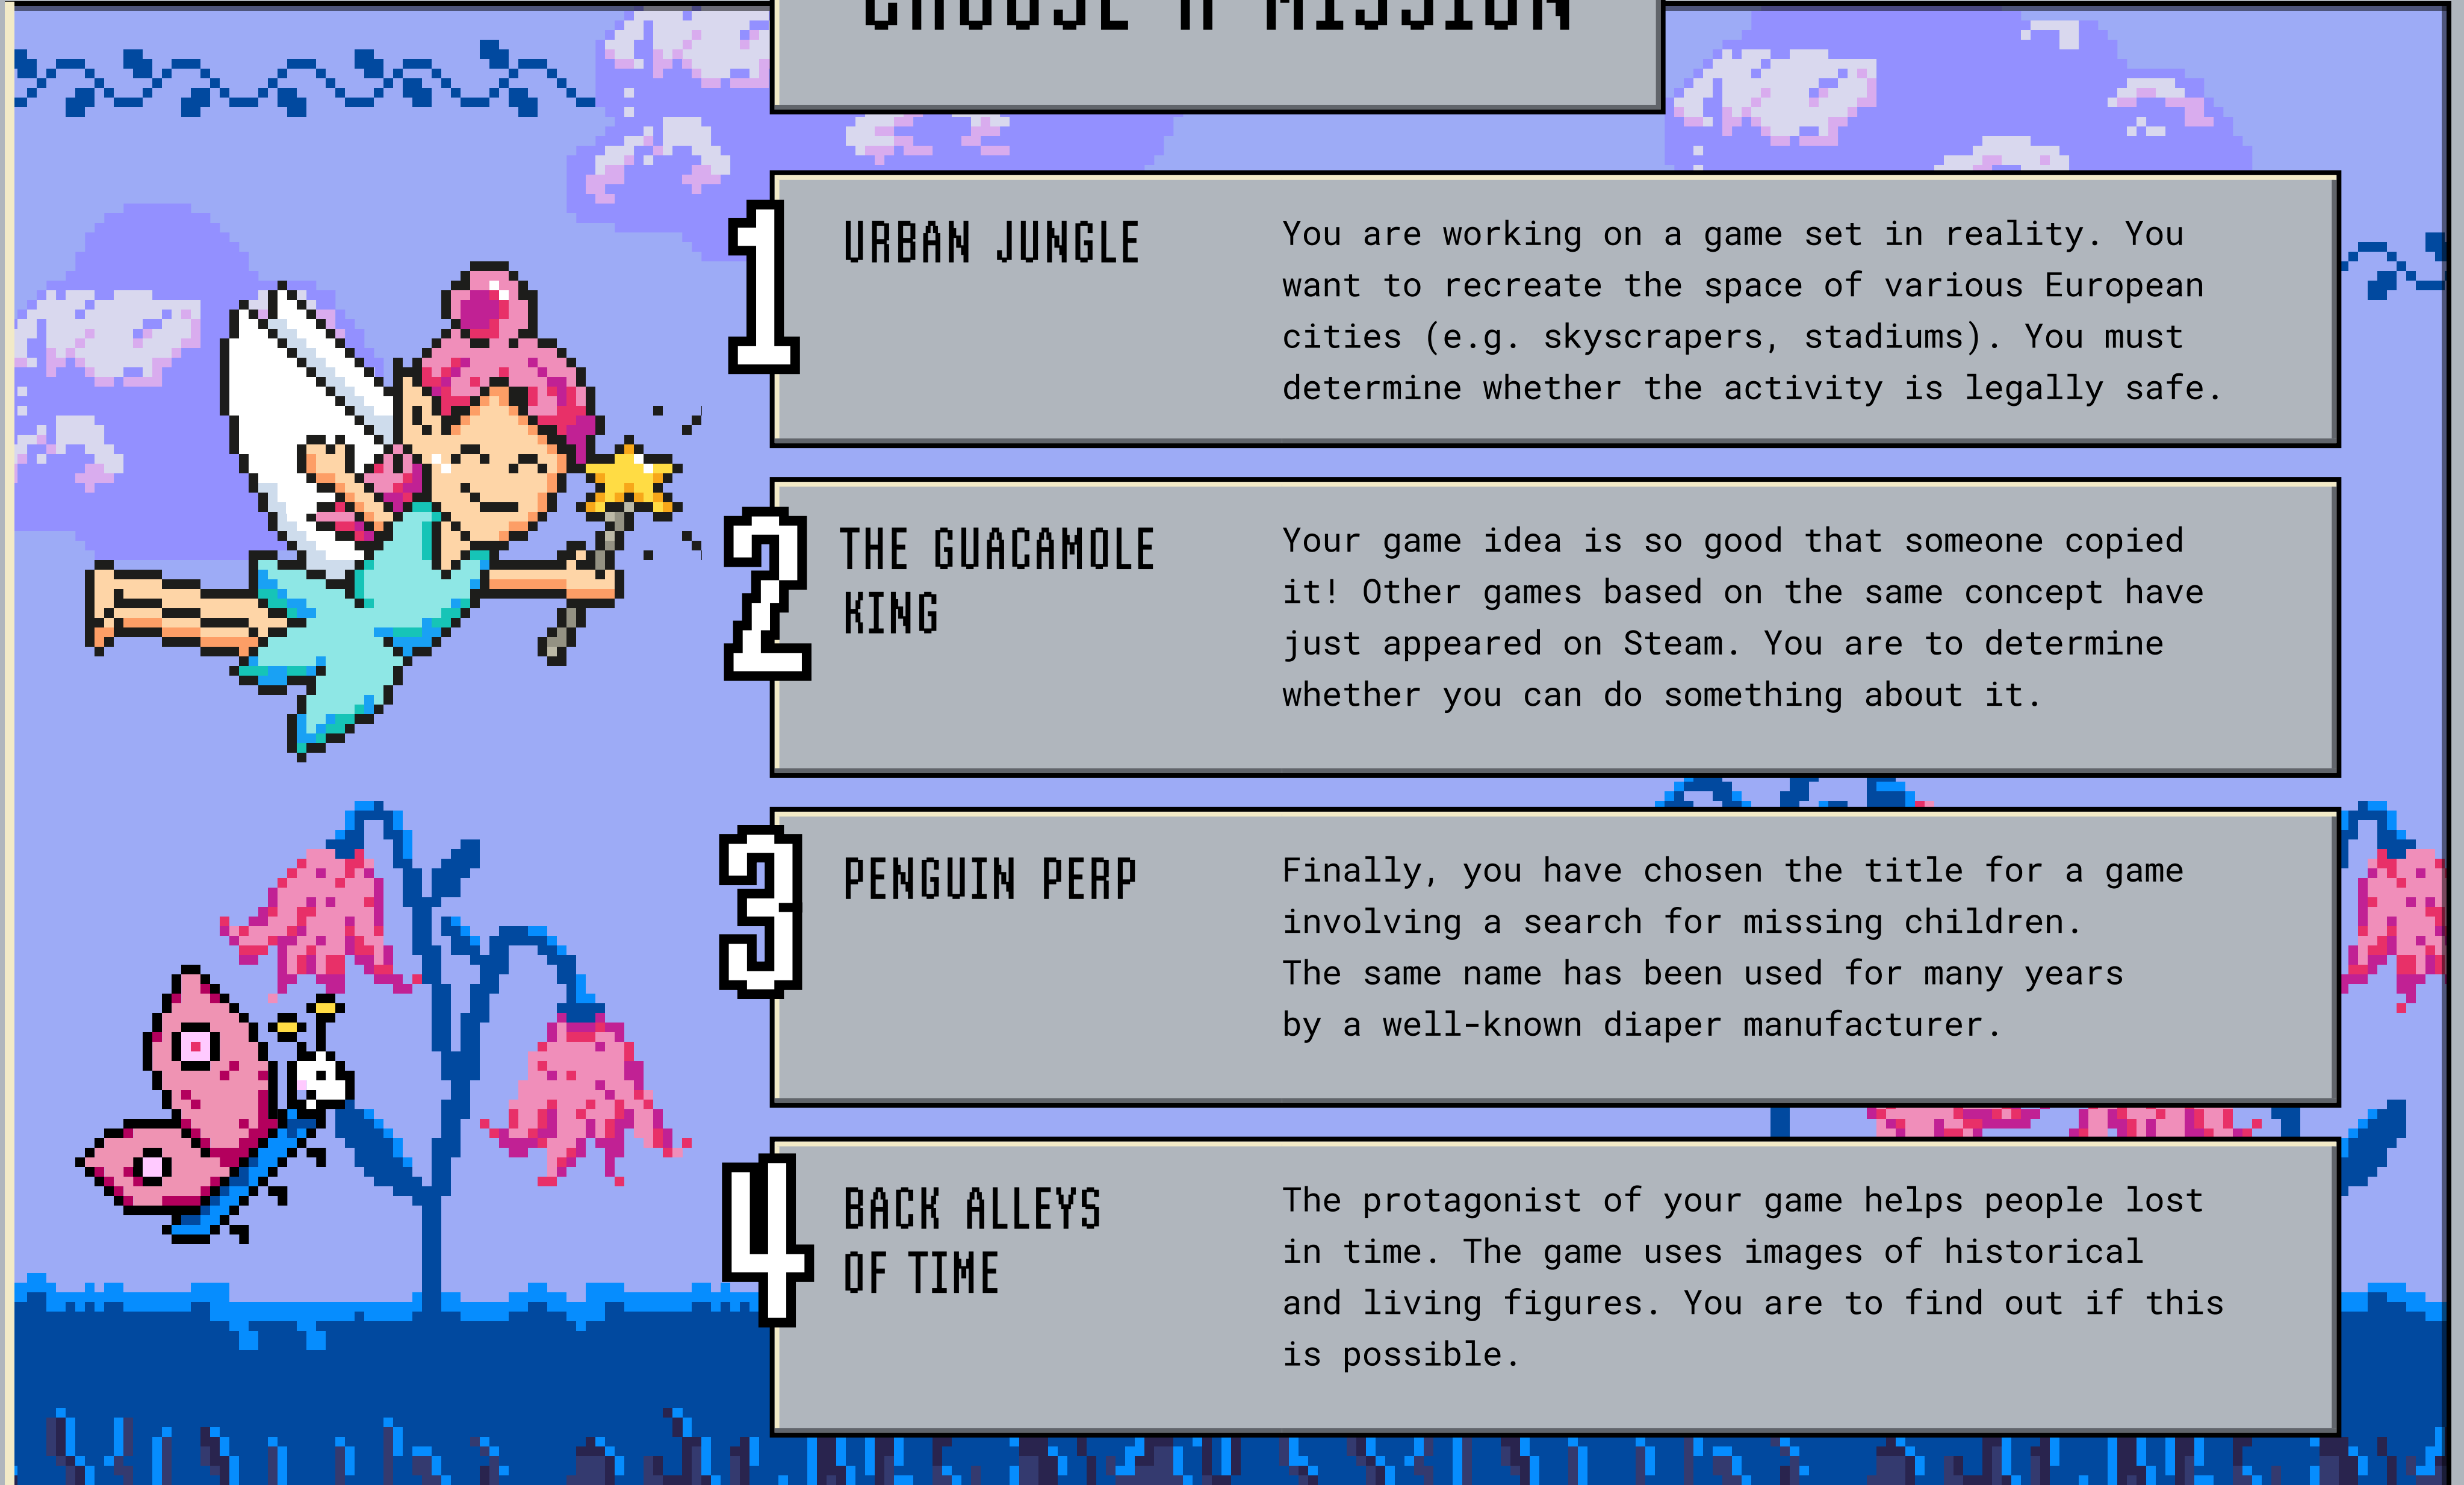 CHOOSE A MISSION
1
URBAN JUNGLE
You are working on a game set in reality. You
want to recreate the space of various European
cities (e.g. skyscrapers, stadiums). You must
determine whether the activity is legally safe.
2
THE GUACAMOLE
KING
Your game idea is so good that someone copied
it! Other games based on the same concept have
just appeared on Steam. You are to determine
whether you can do something about it.
3
PENGUIN PERP
Finally, you have chosen the title for a game
involving a search for missing children.
The same name has been used for many years
by a well-known diaper manufacturer.
4
BACK ALLEYS
OF TIME
The protagonist of your game helps people lost
in time. The game uses images of historical
and living figures. You are to find out if this
is possible.